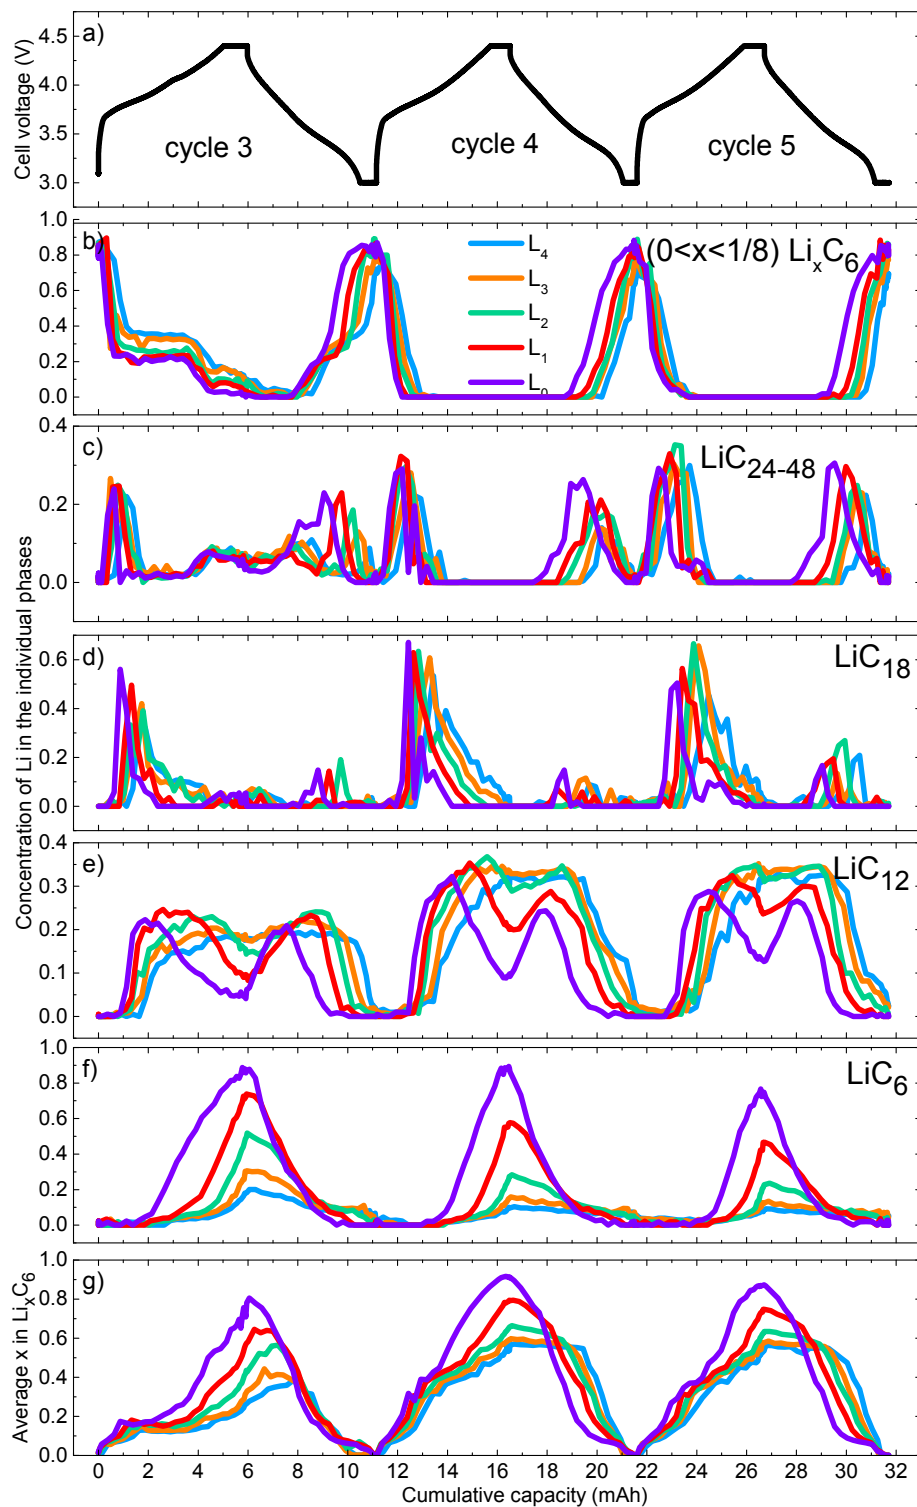 a)
4.5
4.0
3.5
3.0
Cell voltage (V)
cycle 3
cycle 4
cycle 5
b)
1.0
0.8
0.6
0.4
0.2
0.0
L₄
L₃
L₂
L₁
L₀
(0<x<1/8) LiₓC₆
c)
0.4
0.2
0.0
LiC₂₄₋₄₈
Concentration of Li in the individual phases
d)
0.6
0.4
0.2
0.0
LiC₁₈
e)
0.4
0.3
0.2
0.1
0.0
LiC₁₂
f)
1.0
0.8
0.6
0.4
0.2
0.0
LiC₆
g)
1.0
0.8
0.6
0.4
0.2
0.0
Average x in LiₓC₆
0 2 4 6 8 10 12 14 16 18 20 22 24 26 28 30 32
Cumulative capacity (mAh)